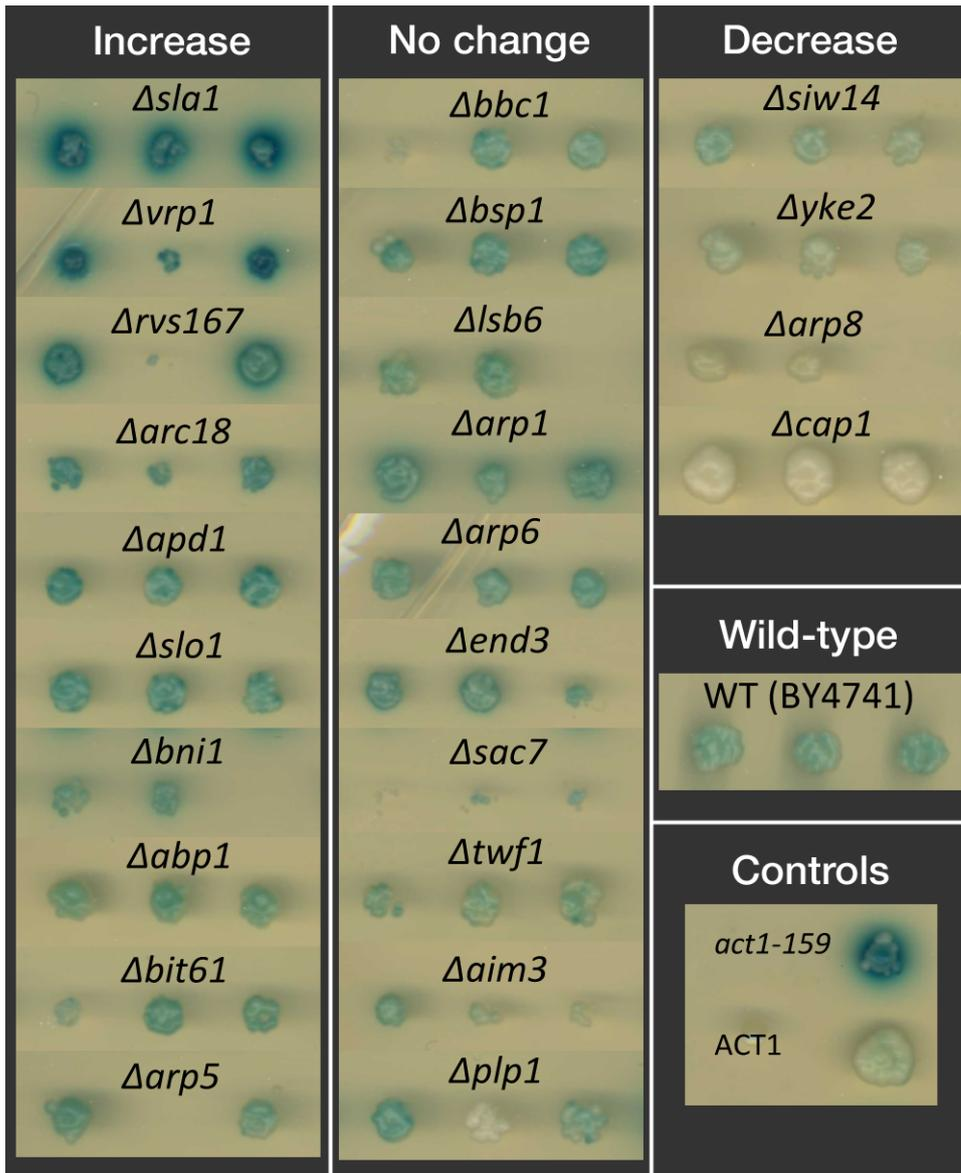 Increase
Δsla1
Δvrp1
Δrvs167
Δarc18
Δapd1
Δslo1
Δbni1
Δabp1
Δbit61
Δarp5
No change
Δbbc1
Δbsp1
Δlsb6
Δarp1
Δarp6
Δend3
Δsac7
Δtwf1
Δaim3
Δplp1
Decrease
Δsiw14
Δyke2
Δarp8
Δcap1
Wild-type
WT (BY4741)
Controls
act1-159
ACT1